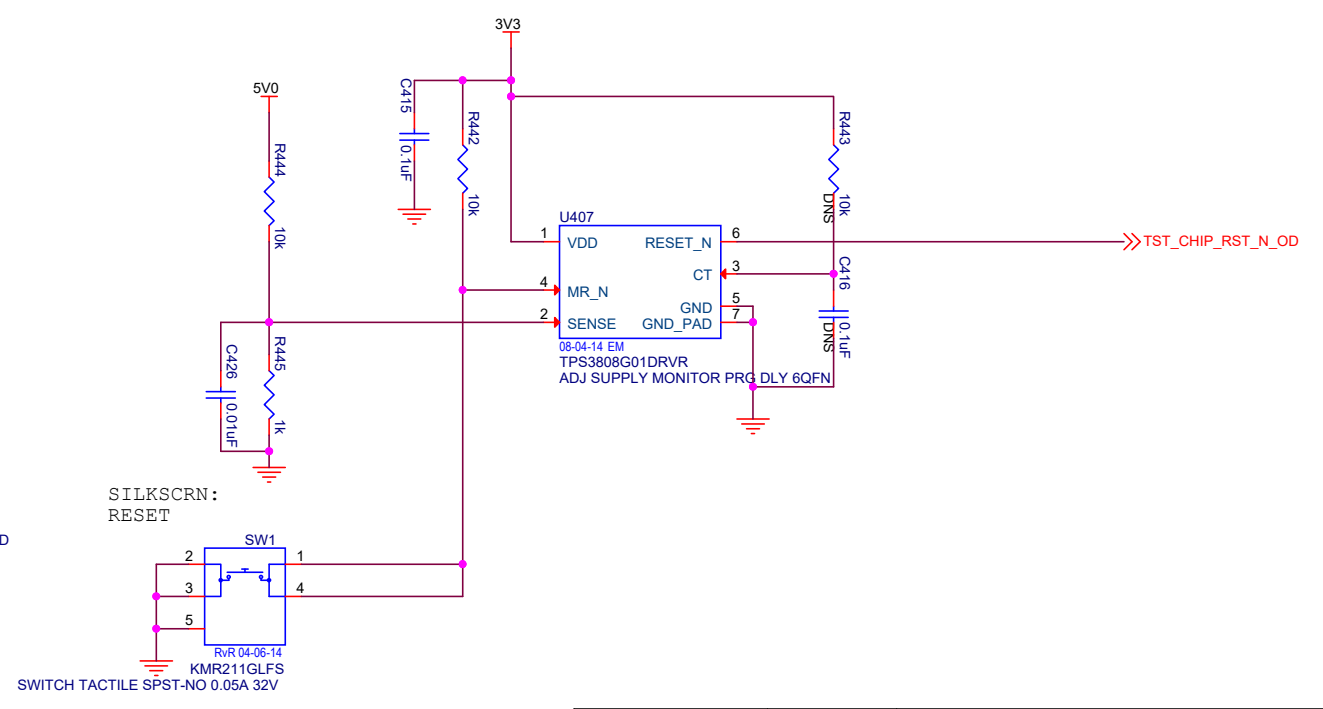 3V3
5V0
C415
0.1uF
R442
10k
R443
10k
DNS
R444
10k
U407
1
VDD
RESET_N
6
TST_CHIP_RST_N_OD
CT
3
4
MR_N
C416
0.1uF
DNS
GND
5
2
SENSE
GND_PAD
7
08-04-14 EM
TPS3808G01DRVR
ADJ SUPPLY MONITOR PRG DLY 6QFN
C426
0.01uF
R445
1k
SILKSCRN:
RESET
D
SW1
2
1
3
4
5
RvR 04-06-14
KMR211GLFS
SWITCH TACTILE SPST-NO 0.05A 32V